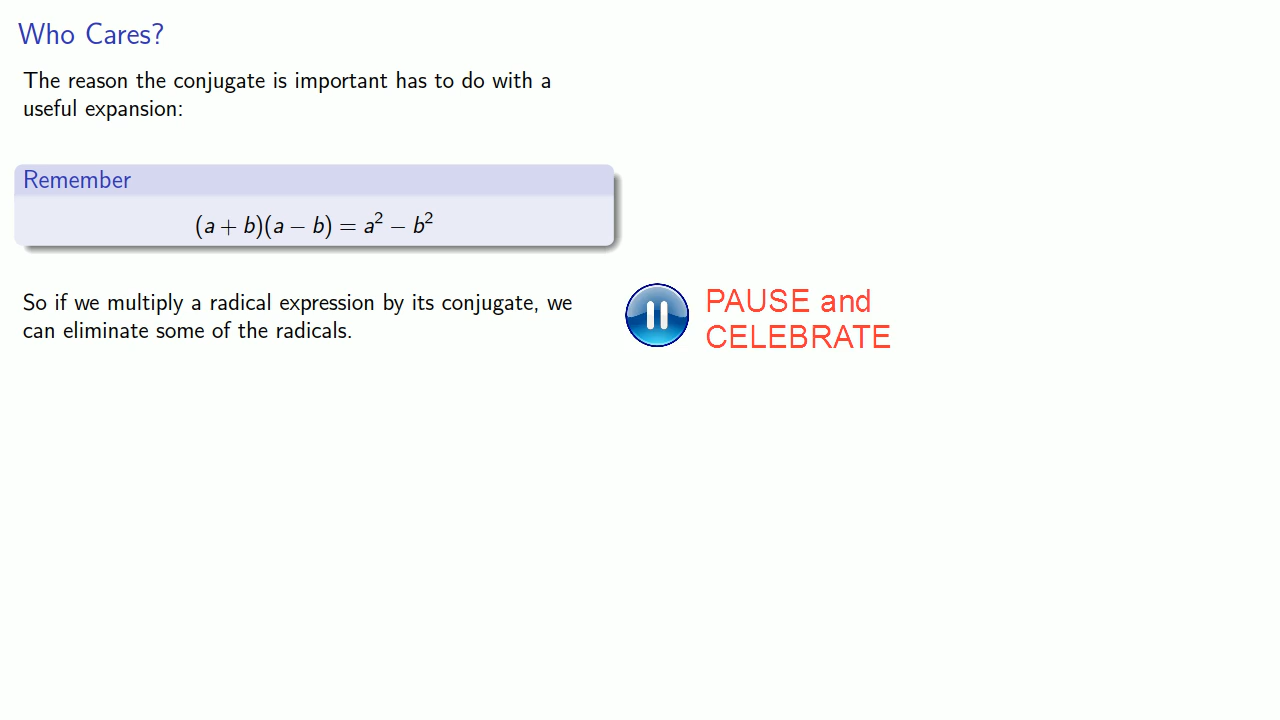 Who Cares?
The reason the conjugate is important has to do with a
useful expansion:
Remember
(a + b)(a − b) = a² − b²
So if we multiply a radical expression by its conjugate, we
can eliminate some of the radicals.
PAUSE and
CELEBRATE